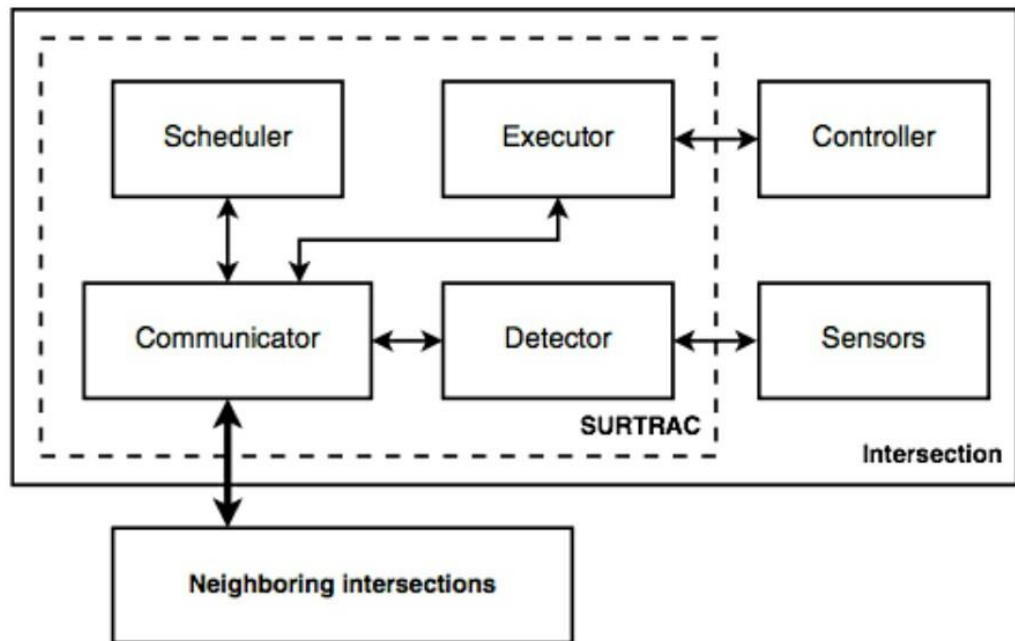 Scheduler
Executor
Controller
Communicator
Detector
Sensors
SURTRAC
Intersection
Neighboring intersections